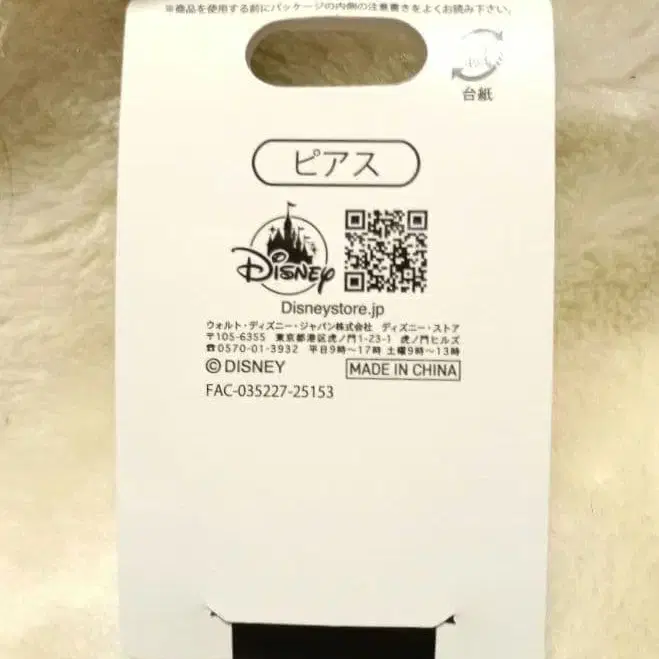 ※商品を使用する前にパッケージの内側の注意書きをよくお読み下さい。
台紙
ピアス
DISNEY
Disneystore.jp
ウォルト・ディズニー・ジャパン株式会社 ディズニー・ストア
〒105-6355 東京都港区虎ノ門1-23-1 虎ノ門ヒルズ
☎0570-01-3932 平日9時〜17時 土曜9時〜13時
©DISNEY MADE IN CHINA
FAC-035227-25153